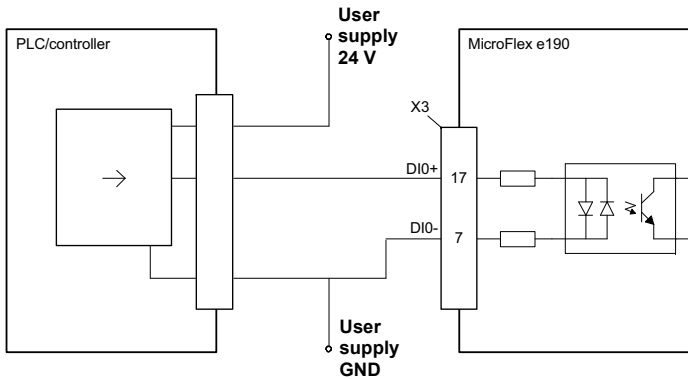 User
supply
24 V
PLC/controller
MicroFlex e190
X3
DI0+
17
DI0-
7
User
supply
GND